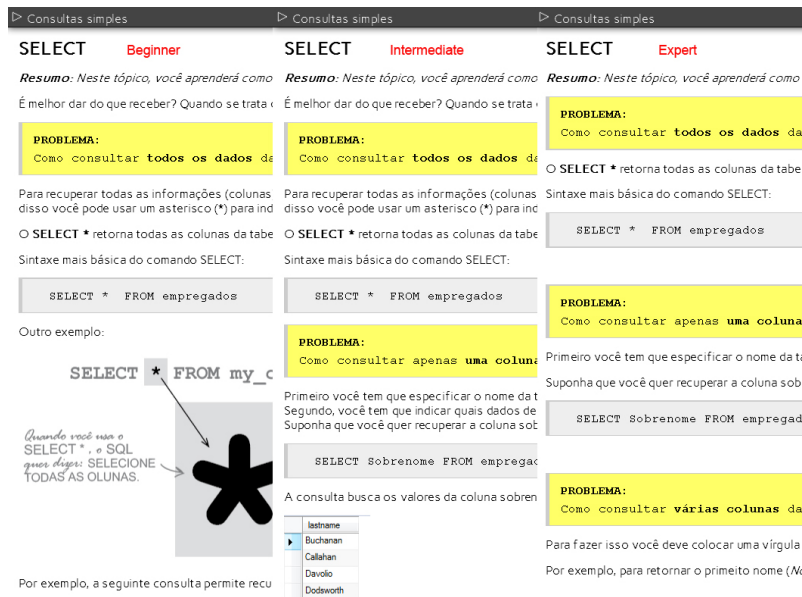 Consultas simples
SELECT Beginner
Resumo: Neste tópico, você aprenderá como
É melhor dar do que receber? Quando se trata
PROBLEMA:
Como consultar todos os dados da
Para recuperar todas as informações (colunas
disso você pode usar um asterisco (*) para ind
O SELECT * retorna todas as colunas da tabe
Sintaxe mais básica do comando SELECT:
SELECT * FROM empregados
Outro exemplo:
SELECT * FROM my_c
Quando você usa o
SELECT *, o SQL
quer dizer: SELECIONE
TODAS AS OLUNAS.
*
Por exemplo, a seguinte consulta permite recu
Consultas simples
SELECT Intermediate
Resumo: Neste tópico, você aprenderá como
É melhor dar do que receber? Quando se trata
PROBLEMA:
Como consultar todos os dados da
Para recuperar todas as informações (colunas
disso você pode usar um asterisco (*) para ind
O SELECT * retorna todas as colunas da tabe
Sintaxe mais básica do comando SELECT:
SELECT * FROM empregados
PROBLEMA:
Como consultar apenas uma coluna
Primeiro você tem que especificar o nome da t
Segundo, você tem que indicar quais dados de
Suponha que você quer recuperar a coluna sob
SELECT Sobrenome FROM empregad
A consulta busca os valores da coluna sobren
lastname
Buchanan
Callahan
Davolio
Dodsworth
Consultas simples
SELECT Expert
Resumo: Neste tópico, você aprenderá como
PROBLEMA:
Como consultar todos os dados da
O SELECT * retorna todas as colunas da tabe
Sintaxe mais básica do comando SELECT:
SELECT * FROM empregados
PROBLEMA:
Como consultar apenas uma coluna
Primeiro você tem que especificar o nome da ta
Suponha que você quer recuperar a coluna sob
SELECT Sobrenome FROM empregad
PROBLEMA:
Como consultar várias colunas da
Para fazer isso você deve colocar uma vírgula
Por exemplo, para retornar o primeito nome (No